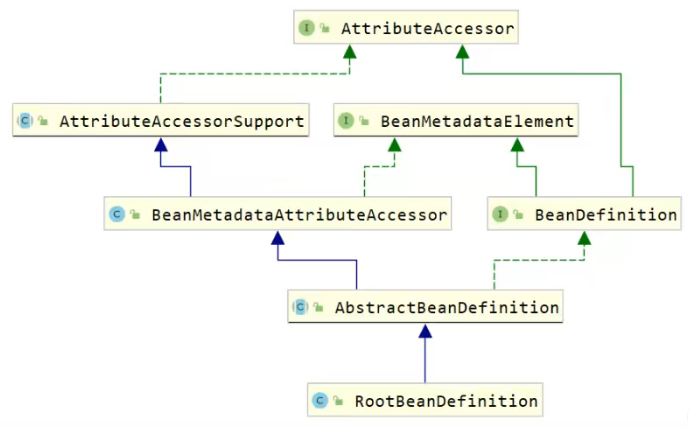 I AttributeAccessor
C AttributeAccessorSupport
I BeanMetadataElement
C BeanMetadataAttributeAccessor
I BeanDefinition
C AbstractBeanDefinition
C RootBeanDefinition